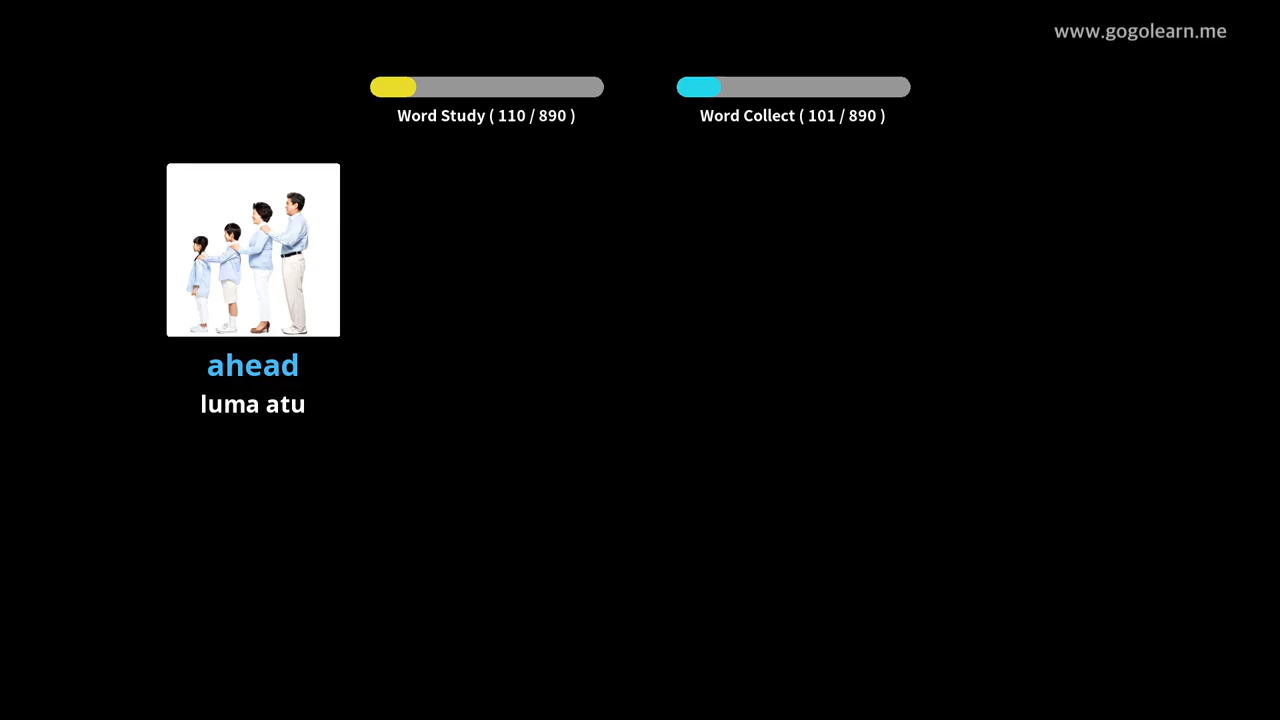 www.gogolearn.me
Word Study ( 110 / 890 )
Word Collect ( 101 / 890 )
ahead
luma atu